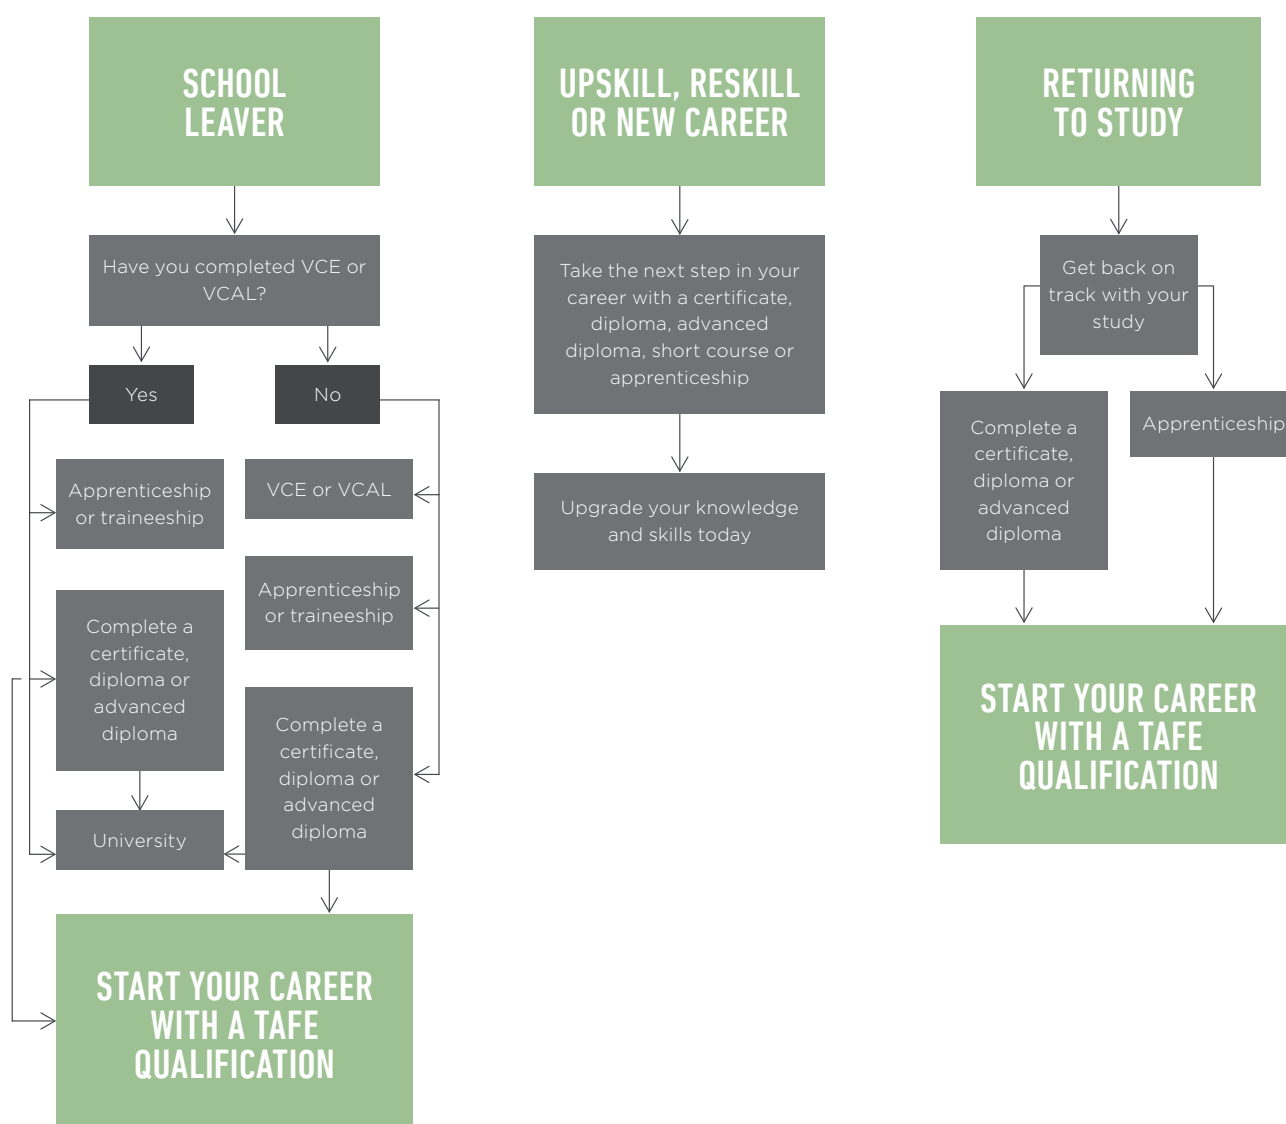 SCHOOL
LEAVER
Have you completed VCE or
VCAL?
Yes
No
Apprenticeship
or traineeship
Complete a
certificate,
diploma or
advanced
diploma
University
VCE or VCAL
Apprenticeship
or traineeship
Complete a
certificate,
diploma or
advanced
diploma
START YOUR CAREER
WITH A TAFE
QUALIFICATION
UPSKILL, RESKILL
OR NEW CAREER
Take the next step in your
career with a certificate,
diploma, advanced
diploma, short course or
apprenticeship
Upgrade your knowledge
and skills today
RETURNING
TO STUDY
Get back on
track with your
study
Complete a
certificate,
diploma or
advanced
diploma
Apprenticeship
START YOUR CAREER
WITH A TAFE
QUALIFICATION